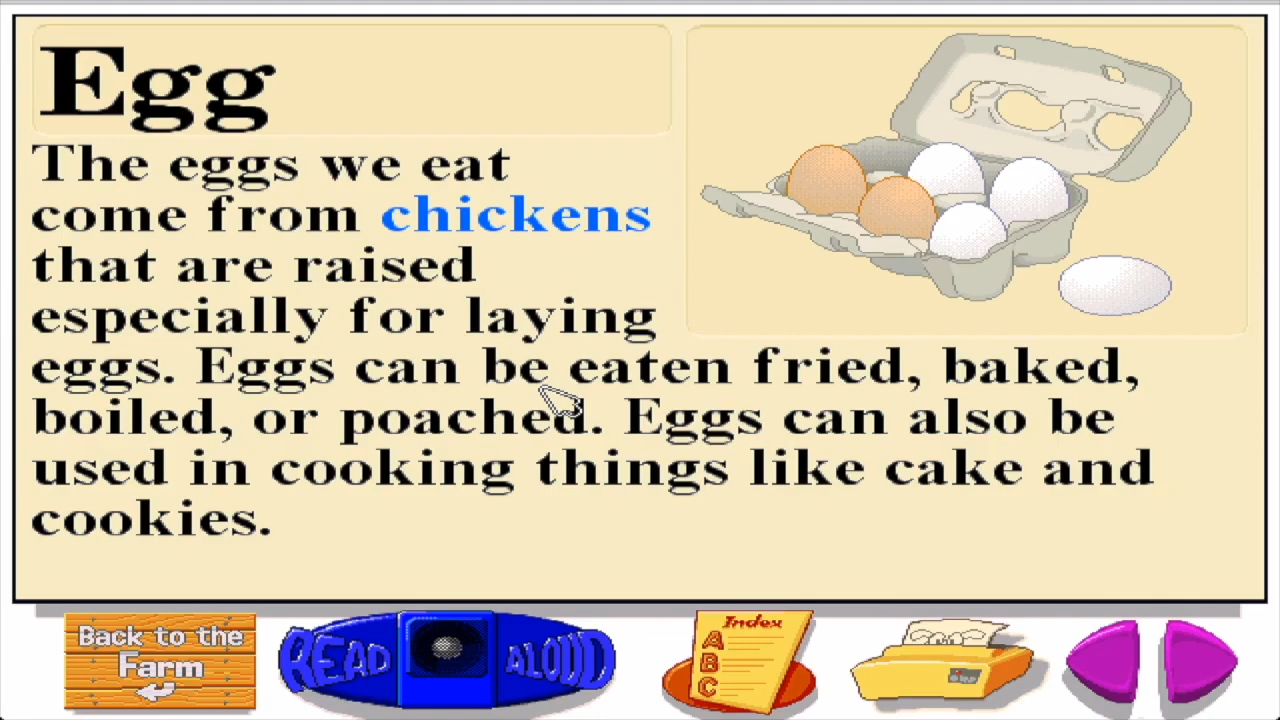 Egg
The eggs we eat
come from chickens
that are raised
especially for laying
eggs. Eggs can be eaten fried, baked,
boiled, or poached. Eggs can also be
used in cooking things like cake and
cookies.
Back to the
Farm
READ ALOUD
Index
A
B
C